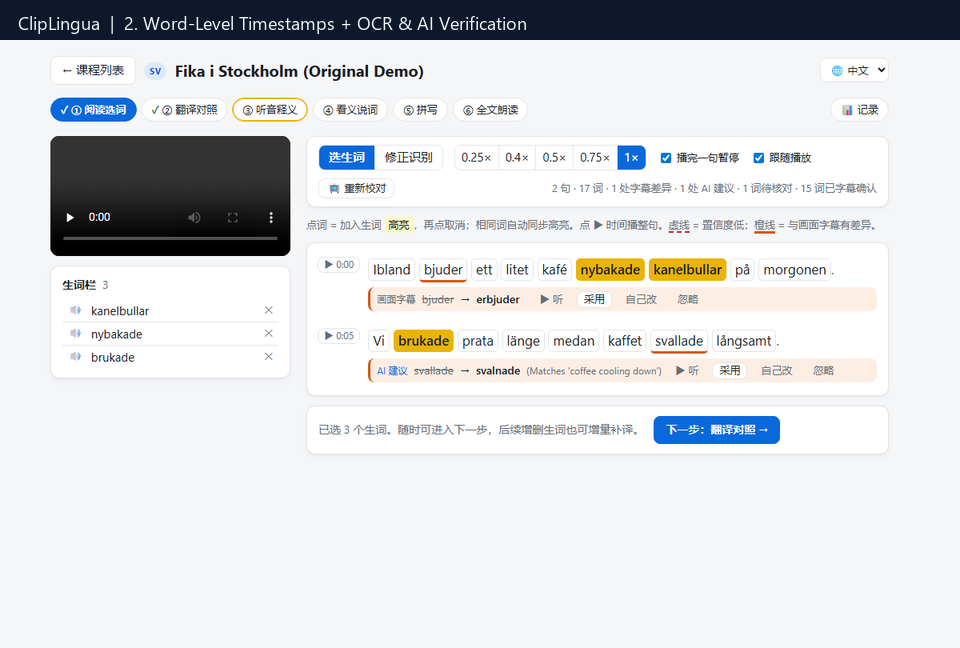 ClipLingua | 2. Word-Level Timestamps + OCR & AI Verification
← 课程列表 SV Fika i Stockholm (Original Demo) 🌐 中文
✓ ① 阅读选词 ✓ ② 翻译对照 ③ 听音释义 ④ 看义说词 ⑤ 拼写 ⑥ 全文朗读 📊 记录
0:00
生词栏 3
kanelbullar ×
nybakade ×
brukade ×
选生词 修正识别 0.25× 0.4× 0.5× 0.75× 1× 播完一句暂停 跟随播放
重新校对 2 句 · 17 词 · 1 处字幕差异 · 1 处 AI 建议 · 1 词待核对 · 15 词已字幕确认
点词 = 加入生词 高亮 ，再点取消；相同词自动同步高亮。点 ▶ 时间播整句。虚线 = 置信度低；橙线 = 与画面字幕有差异。
▶ 0:00 Ibland bjuder ett litet kafé nybakade kanelbullar på morgonen .
画面字幕 bjuder → erbjuder ▶ 听 采用 自己改 忽略
▶ 0:05 Vi brukade prata länge medan kaffet svallade långsamt .
AI 建议 svallade → svalnade (Matches 'coffee cooling down') ▶ 听 采用 自己改 忽略
已选 3 个生词。随时可进入下一步，后续增删生词也可增量补译。 下一步：翻译对照 →